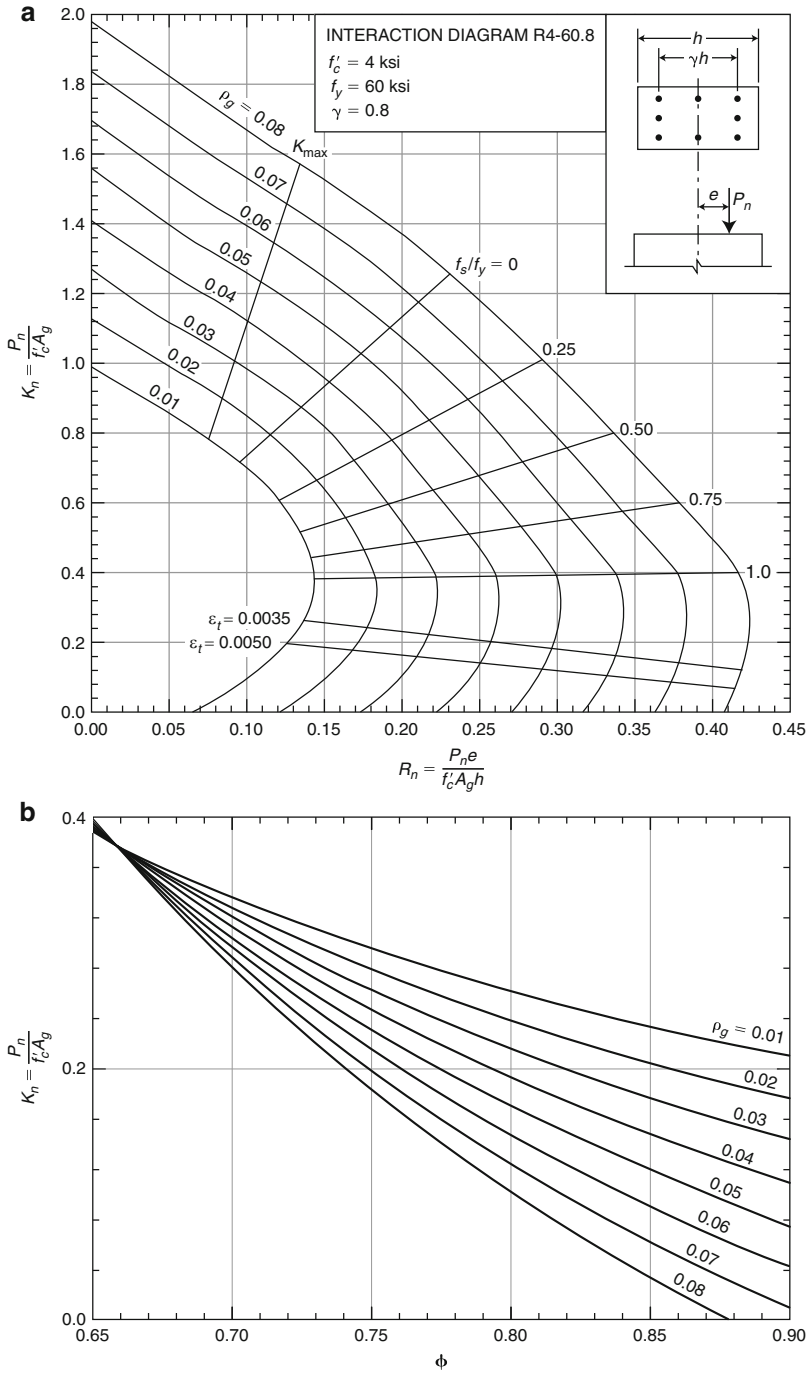 a
INTERACTION DIAGRAM R4-60.8
f′c = 4 ksi
fy = 60 ksi
γ = 0.8
h
γh
e
Pn
2.0
1.8
1.6
1.4
1.2
1.0
0.8
0.6
0.4
0.2
0.0
Kn = Pn / f′c Ag
ρg = 0.08
0.07
0.06
0.05
0.04
0.03
0.02
0.01
Kmax
fs/fy = 0
0.25
0.50
0.75
1.0
εt = 0.0035
εt = 0.0050
0.00 0.05 0.10 0.15 0.20 0.25 0.30 0.35 0.40 0.45
Rn = Pn e / f′c Ag h
b
0.4
0.2
0.0
Kn = Pn / f′c Ag
ρg = 0.01
0.02
0.03
0.04
0.05
0.06
0.07
0.08
0.65 0.70 0.75 0.80 0.85 0.90
ϕ